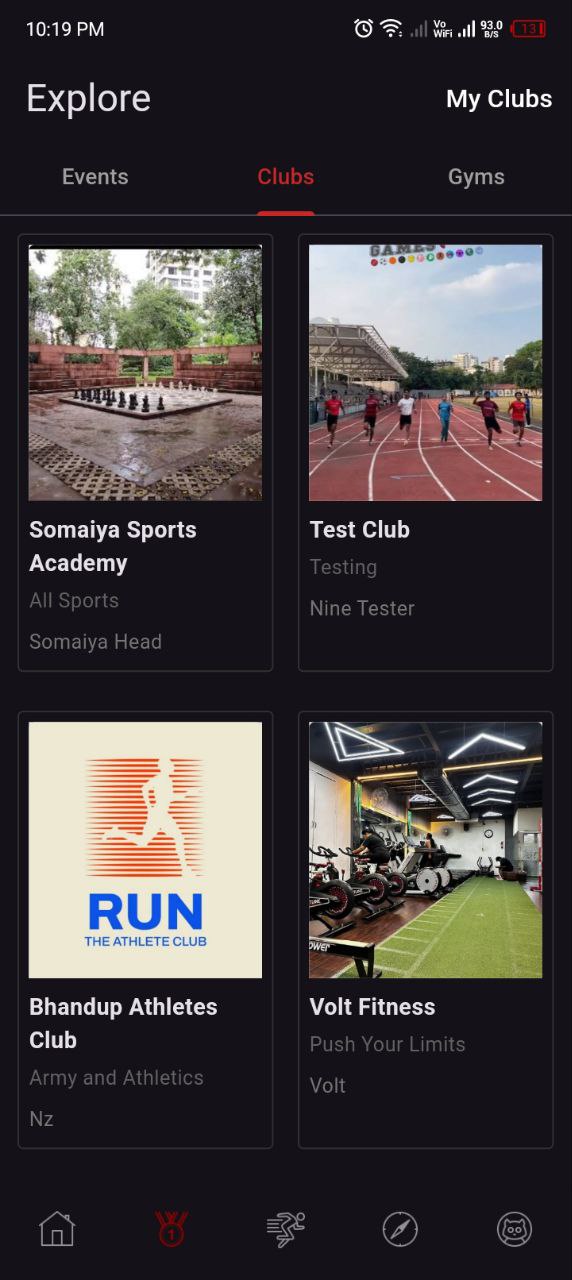 10:19 PM
Vo
WiFi
93.0
B/S
13
Explore
My Clubs
Events
Clubs
Gyms
GAMES
Somaiya Sports
Academy
All Sports
Somaiya Head
Test Club
Testing
Nine Tester
RUN
THE ATHLETE CLUB
Bhandup Athletes
Club
Army and Athletics
Nz
Volt Fitness
Push Your Limits
Volt
1